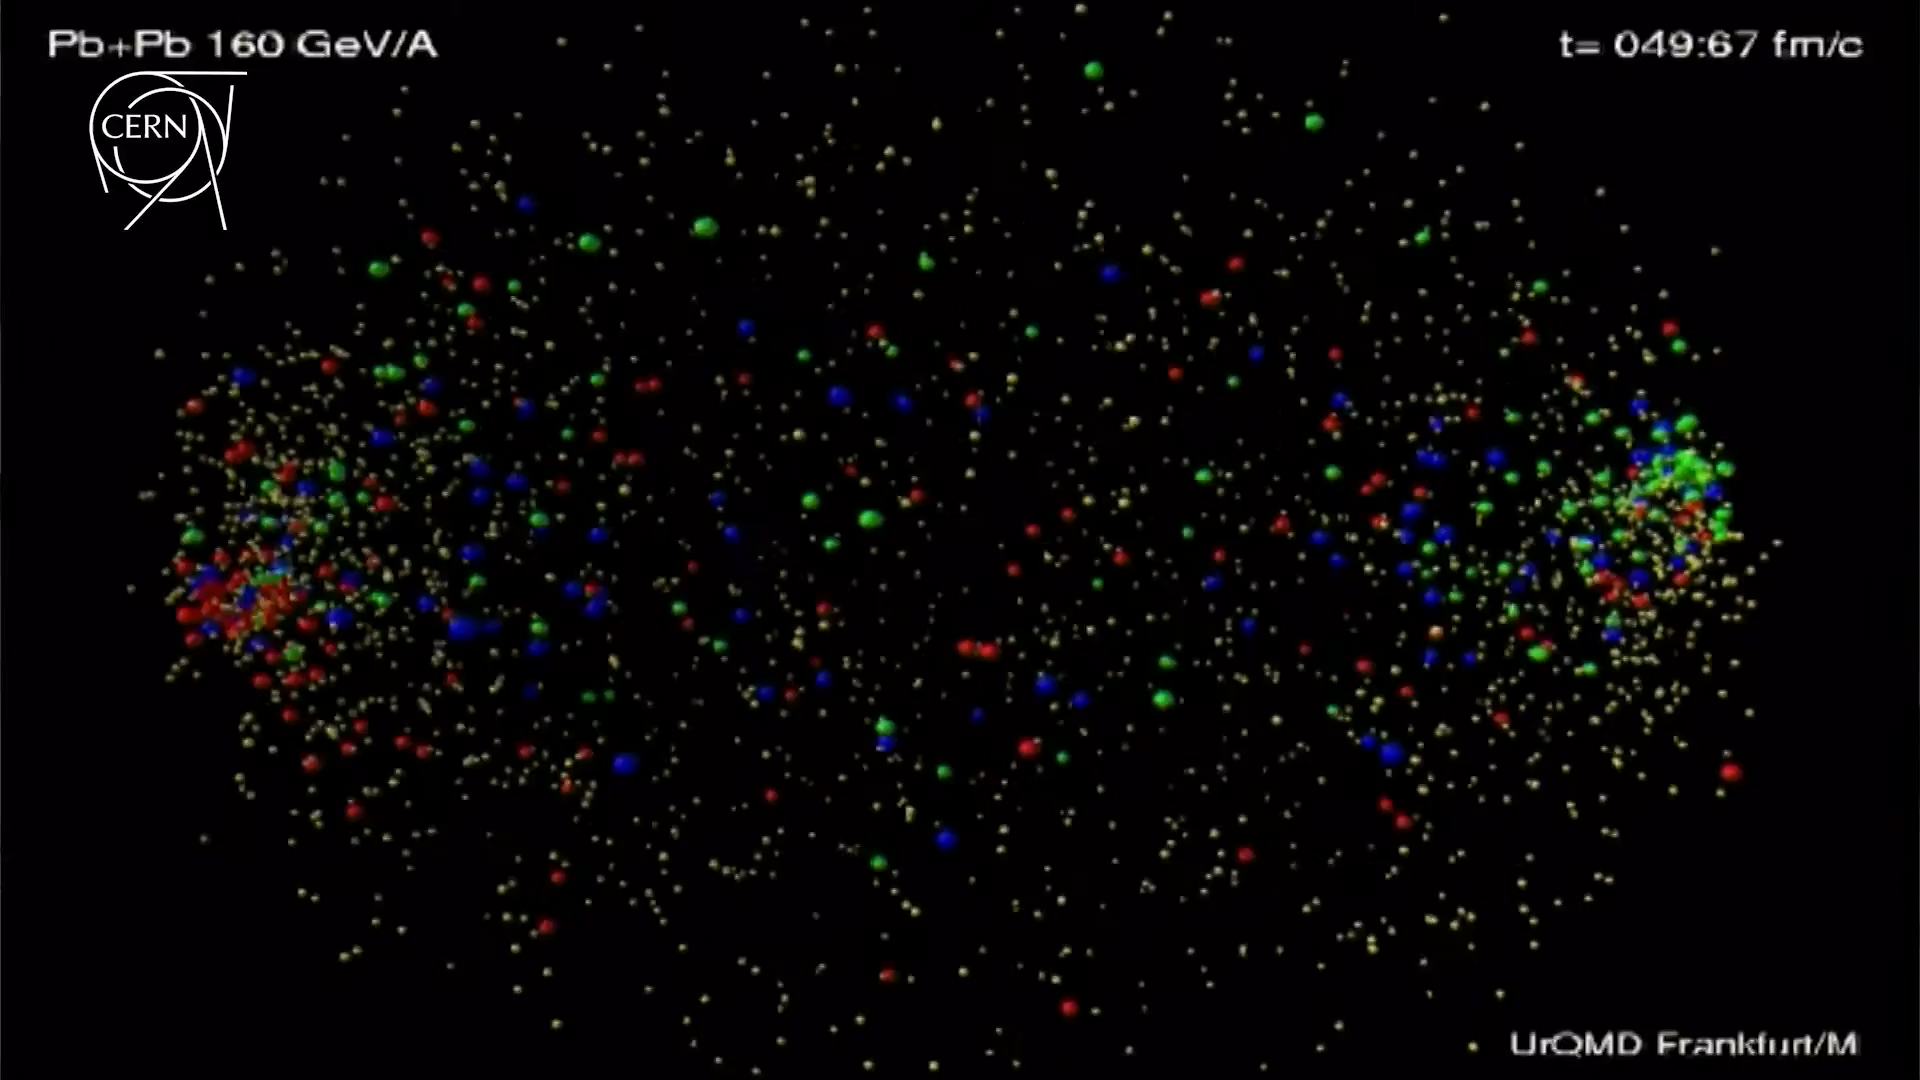 Pb+Pb 160 GeV/A
t= 049:67 fm/c
CERN
UrQMD Frankfurt/M